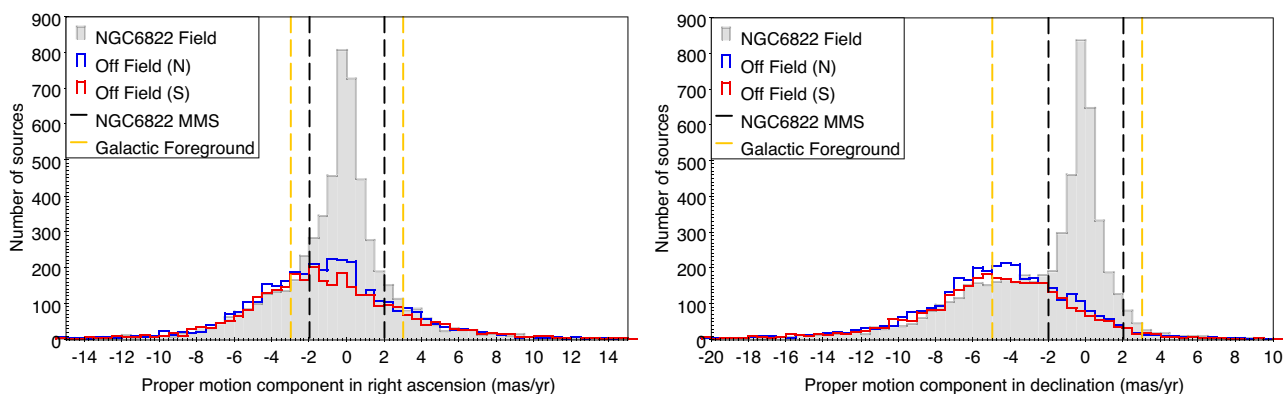 900
800
700
600
500
400
300
200
100
0
Number of sources
NGC6822 Field
Off Field (N)
Off Field (S)
NGC6822 MMS
Galactic Foreground
-14 -12 -10 -8 -6 -4 -2 0 2 4 6 8 10 12 14
Proper motion component in right ascension (mas/yr)
900
800
700
600
500
400
300
200
100
0
Number of sources
NGC6822 Field
Off Field (N)
Off Field (S)
NGC6822 MMS
Galactic Foreground
-20 -18 -16 -14 -12 -10 -8 -6 -4 -2 0 2 4 6 8 10
Proper motion component in declination (mas/yr)